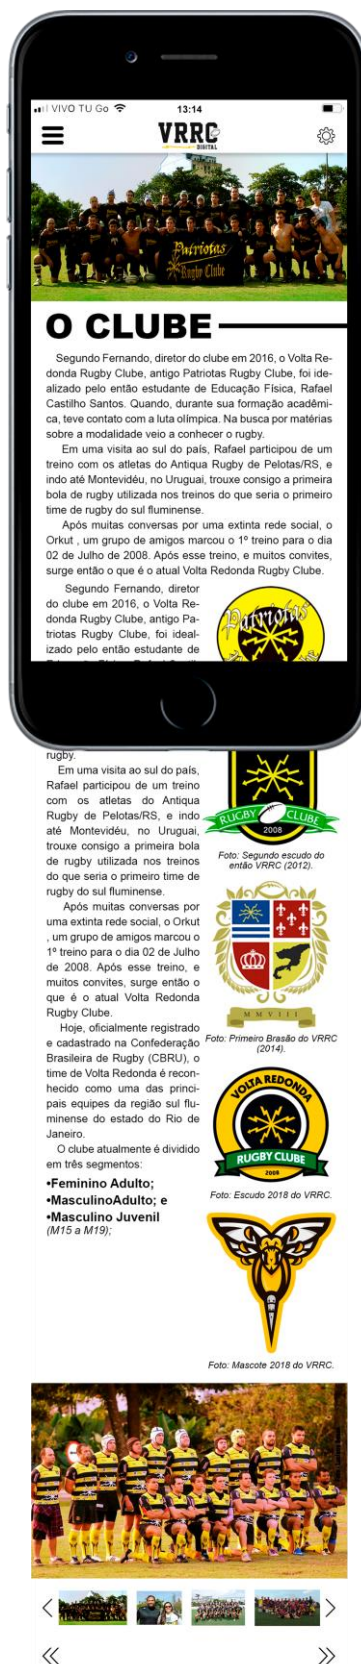 VIVO TU Go
13:14
VRRC
DIGITAL
Patriotas
Rugby Clube
O CLUBE
Segundo Fernando, diretor do clube em 2016, o Volta Re-
donda Rugby Clube, antigo Patriotas Rugby Clube, foi ide-
alizado pelo então estudante de Educação Física, Rafael
Castilho Santos. Quando, durante sua formação acadêmi-
ca, teve contato com a luta olímpica. Na busca por matérias
sobre a modalidade veio a conhecer o rugby.
Em uma visita ao sul do país, Rafael participou de um
treino com os atletas do Antiqua Rugby de Pelotas/RS, e
indo até Montevidéu, no Uruguai, trouxe consigo a primeira
bola de rugby utilizada nos treinos do que seria o primeiro
time de rugby do sul fluminense.
Após muitas conversas por uma extinta rede social, o
Orkut , um grupo de amigos marcou o 1º treino para o dia
02 de Julho de 2008. Após esse treino, e muitos convites,
surge então o que é o atual Volta Redonda Rugby Clube.
Segundo Fernando, diretor
do clube em 2016, o Volta Re-
donda Rugby Clube, antigo Pa-
triotas Rugby Clube, foi ideal-
izado pelo então estudante de
Patriotas
rugby.
Em uma visita ao sul do país,
Rafael participou de um treino
com os atletas do Antiqua
Rugby de Pelotas/RS, e indo
até Montevidéu, no Uruguai,
trouxe consigo a primeira bola
de rugby utilizada nos treinos
do que seria o primeiro time de
rugby do sul fluminense.
Após muitas conversas por
uma extinta rede social, o Orkut
, um grupo de amigos marcou o
1º treino para o dia 02 de Julho
de 2008. Após esse treino, e
muitos convites, surge então o
que é o atual Volta Redonda
Rugby Clube.
Hoje, oficialmente registrado
e cadastrado na Confederação
Brasileira de Rugby (CBRU), o
time de Volta Redonda é recon-
hecido como uma das princi-
pais equipes da região sul flu-
minense do estado do Rio de
Janeiro.
O clube atualmente é dividido
em três segmentos:
•Feminino Adulto;
•MasculinoAdulto; e
•Masculino Juvenil
(M15 a M19);
RUGBY CLUBE
2008
Foto: Segundo escudo do
então VRRC (2012).
MMVIII
Foto: Primeiro Brasão do VRRC
(2014).
VOLTA REDONDA
RUGBY CLUBE
2008
Foto: Escudo 2018 do VRRC.
Foto: Mascote 2018 do VRRC.